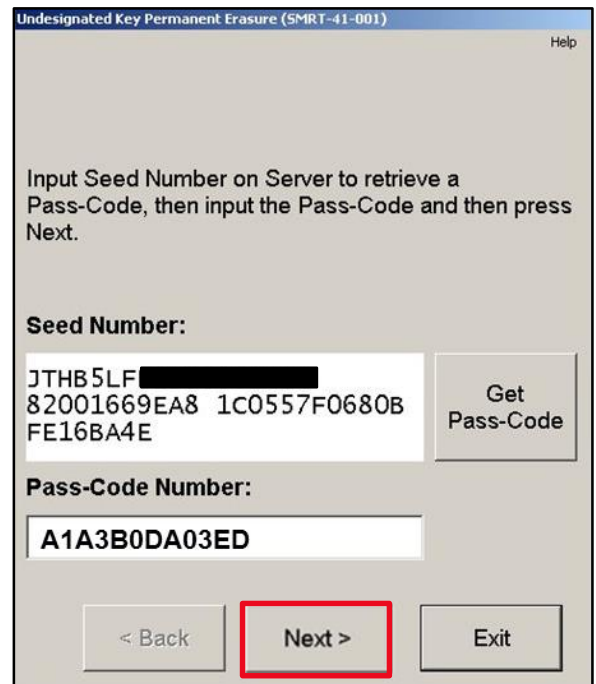 Undesignated Key Permanent Erasure (SMRT-41-001)
Help
Input Seed Number on Server to retrieve a
Pass-Code, then input the Pass-Code and then press
Next.
Seed Number:
JTHB5LF
82001669EA8 1C0557F0680B
FE16BA4E
Get
Pass-Code
Pass-Code Number:
A1A3B0DA03ED
< Back
Next >
Exit